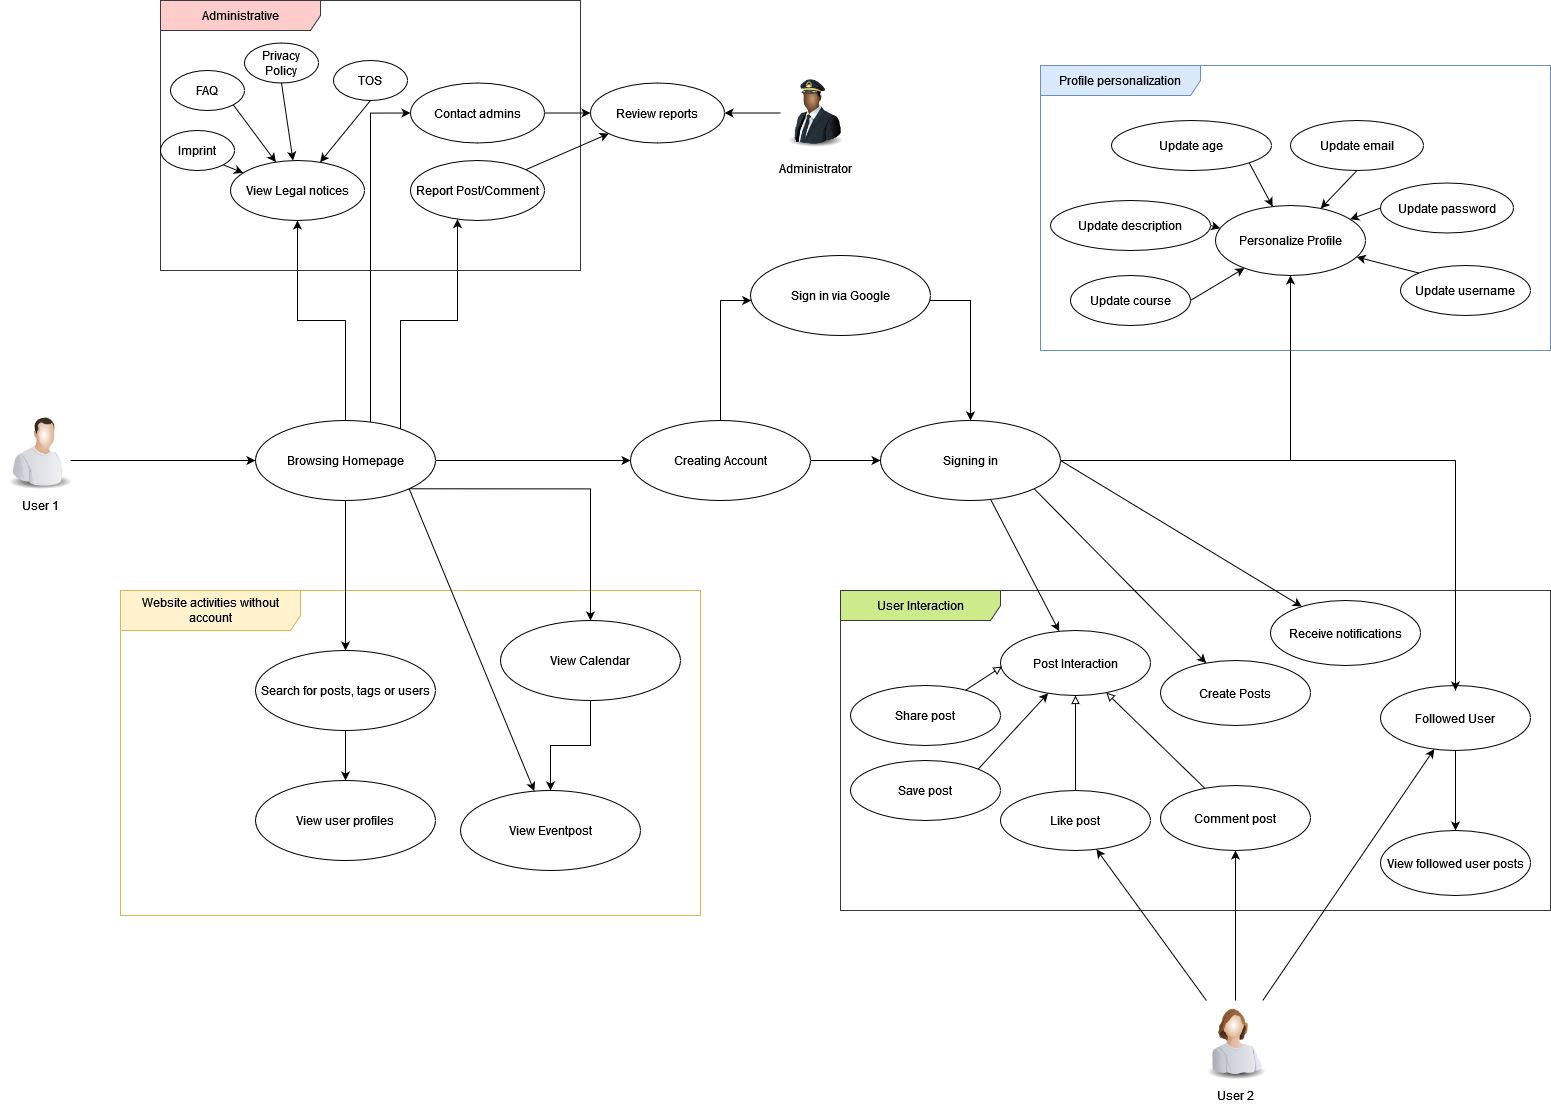 Administrative
Privacy
Policy
TOS
FAQ
Imprint
View Legal notices
Contact admins
Report Post/Comment
Review reports
Administrator
Profile personalization
Update age
Update email
Update password
Update description
Personalize Profile
Update course
Update username
Sign in via Google
User 1
Browsing Homepage
Creating Account
Signing in
Website activities without
account
Search for posts, tags or users
View Calendar
View user profiles
View Eventpost
User Interaction
Post Interaction
Receive notifications
Share post
Create Posts
Followed User
Save post
Like post
Comment post
View followed user posts
User 2